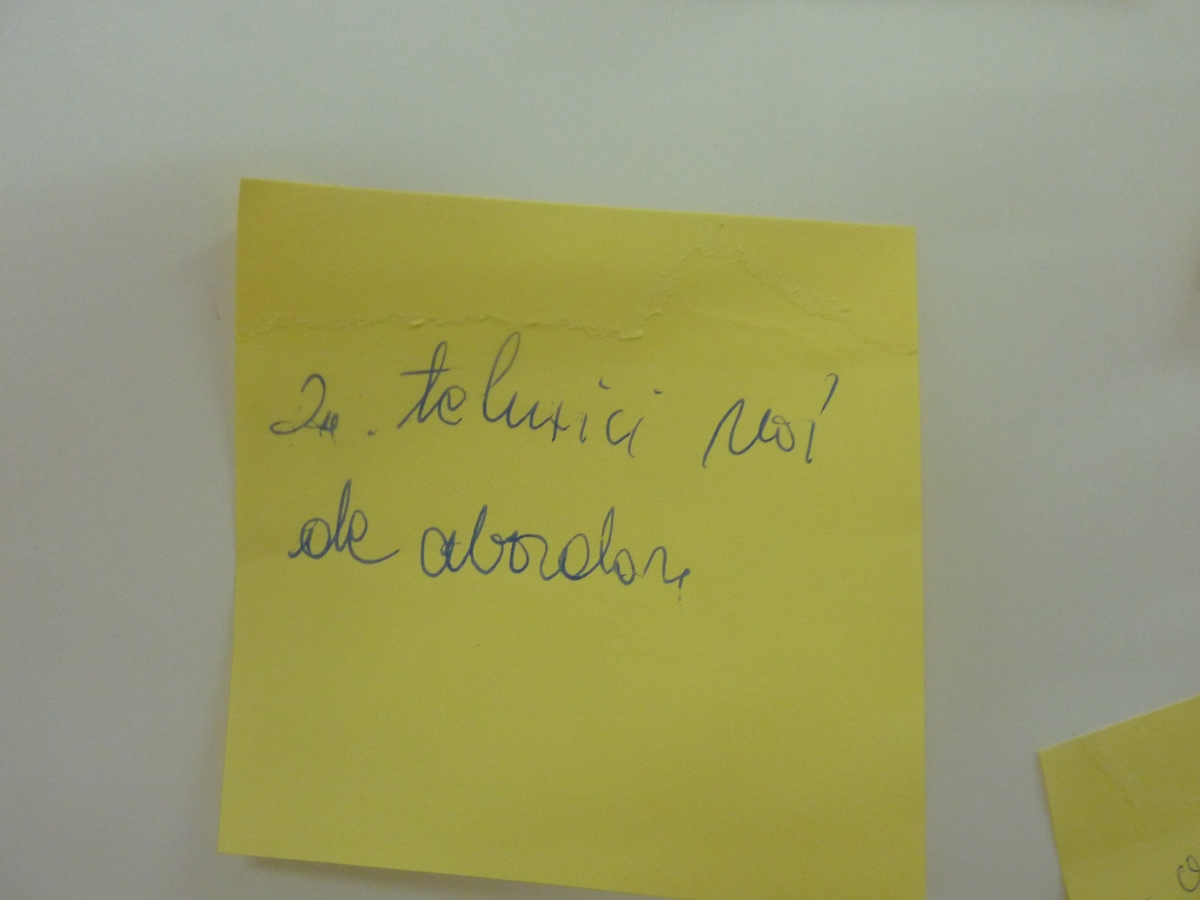 2. tehnici noi
de abordare